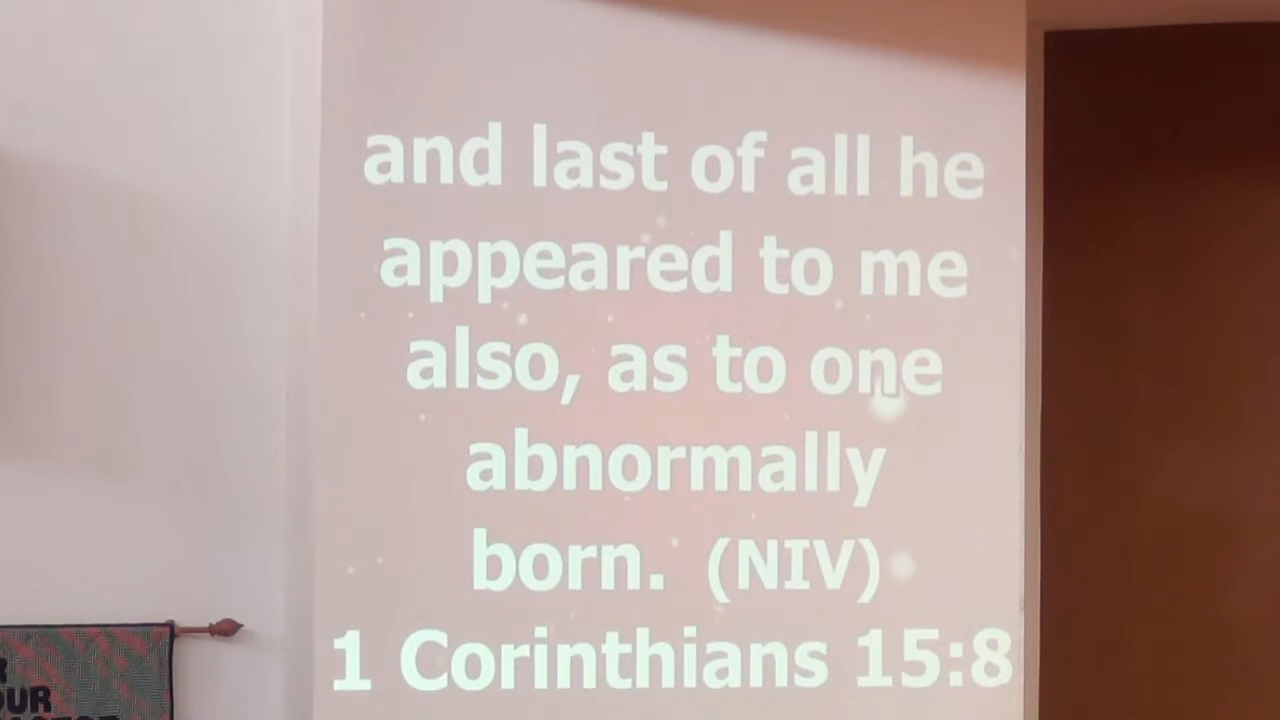 and last of all he
appeared to me
also, as to one
abnormally
born. (NIV)
1 Corinthians 15:8